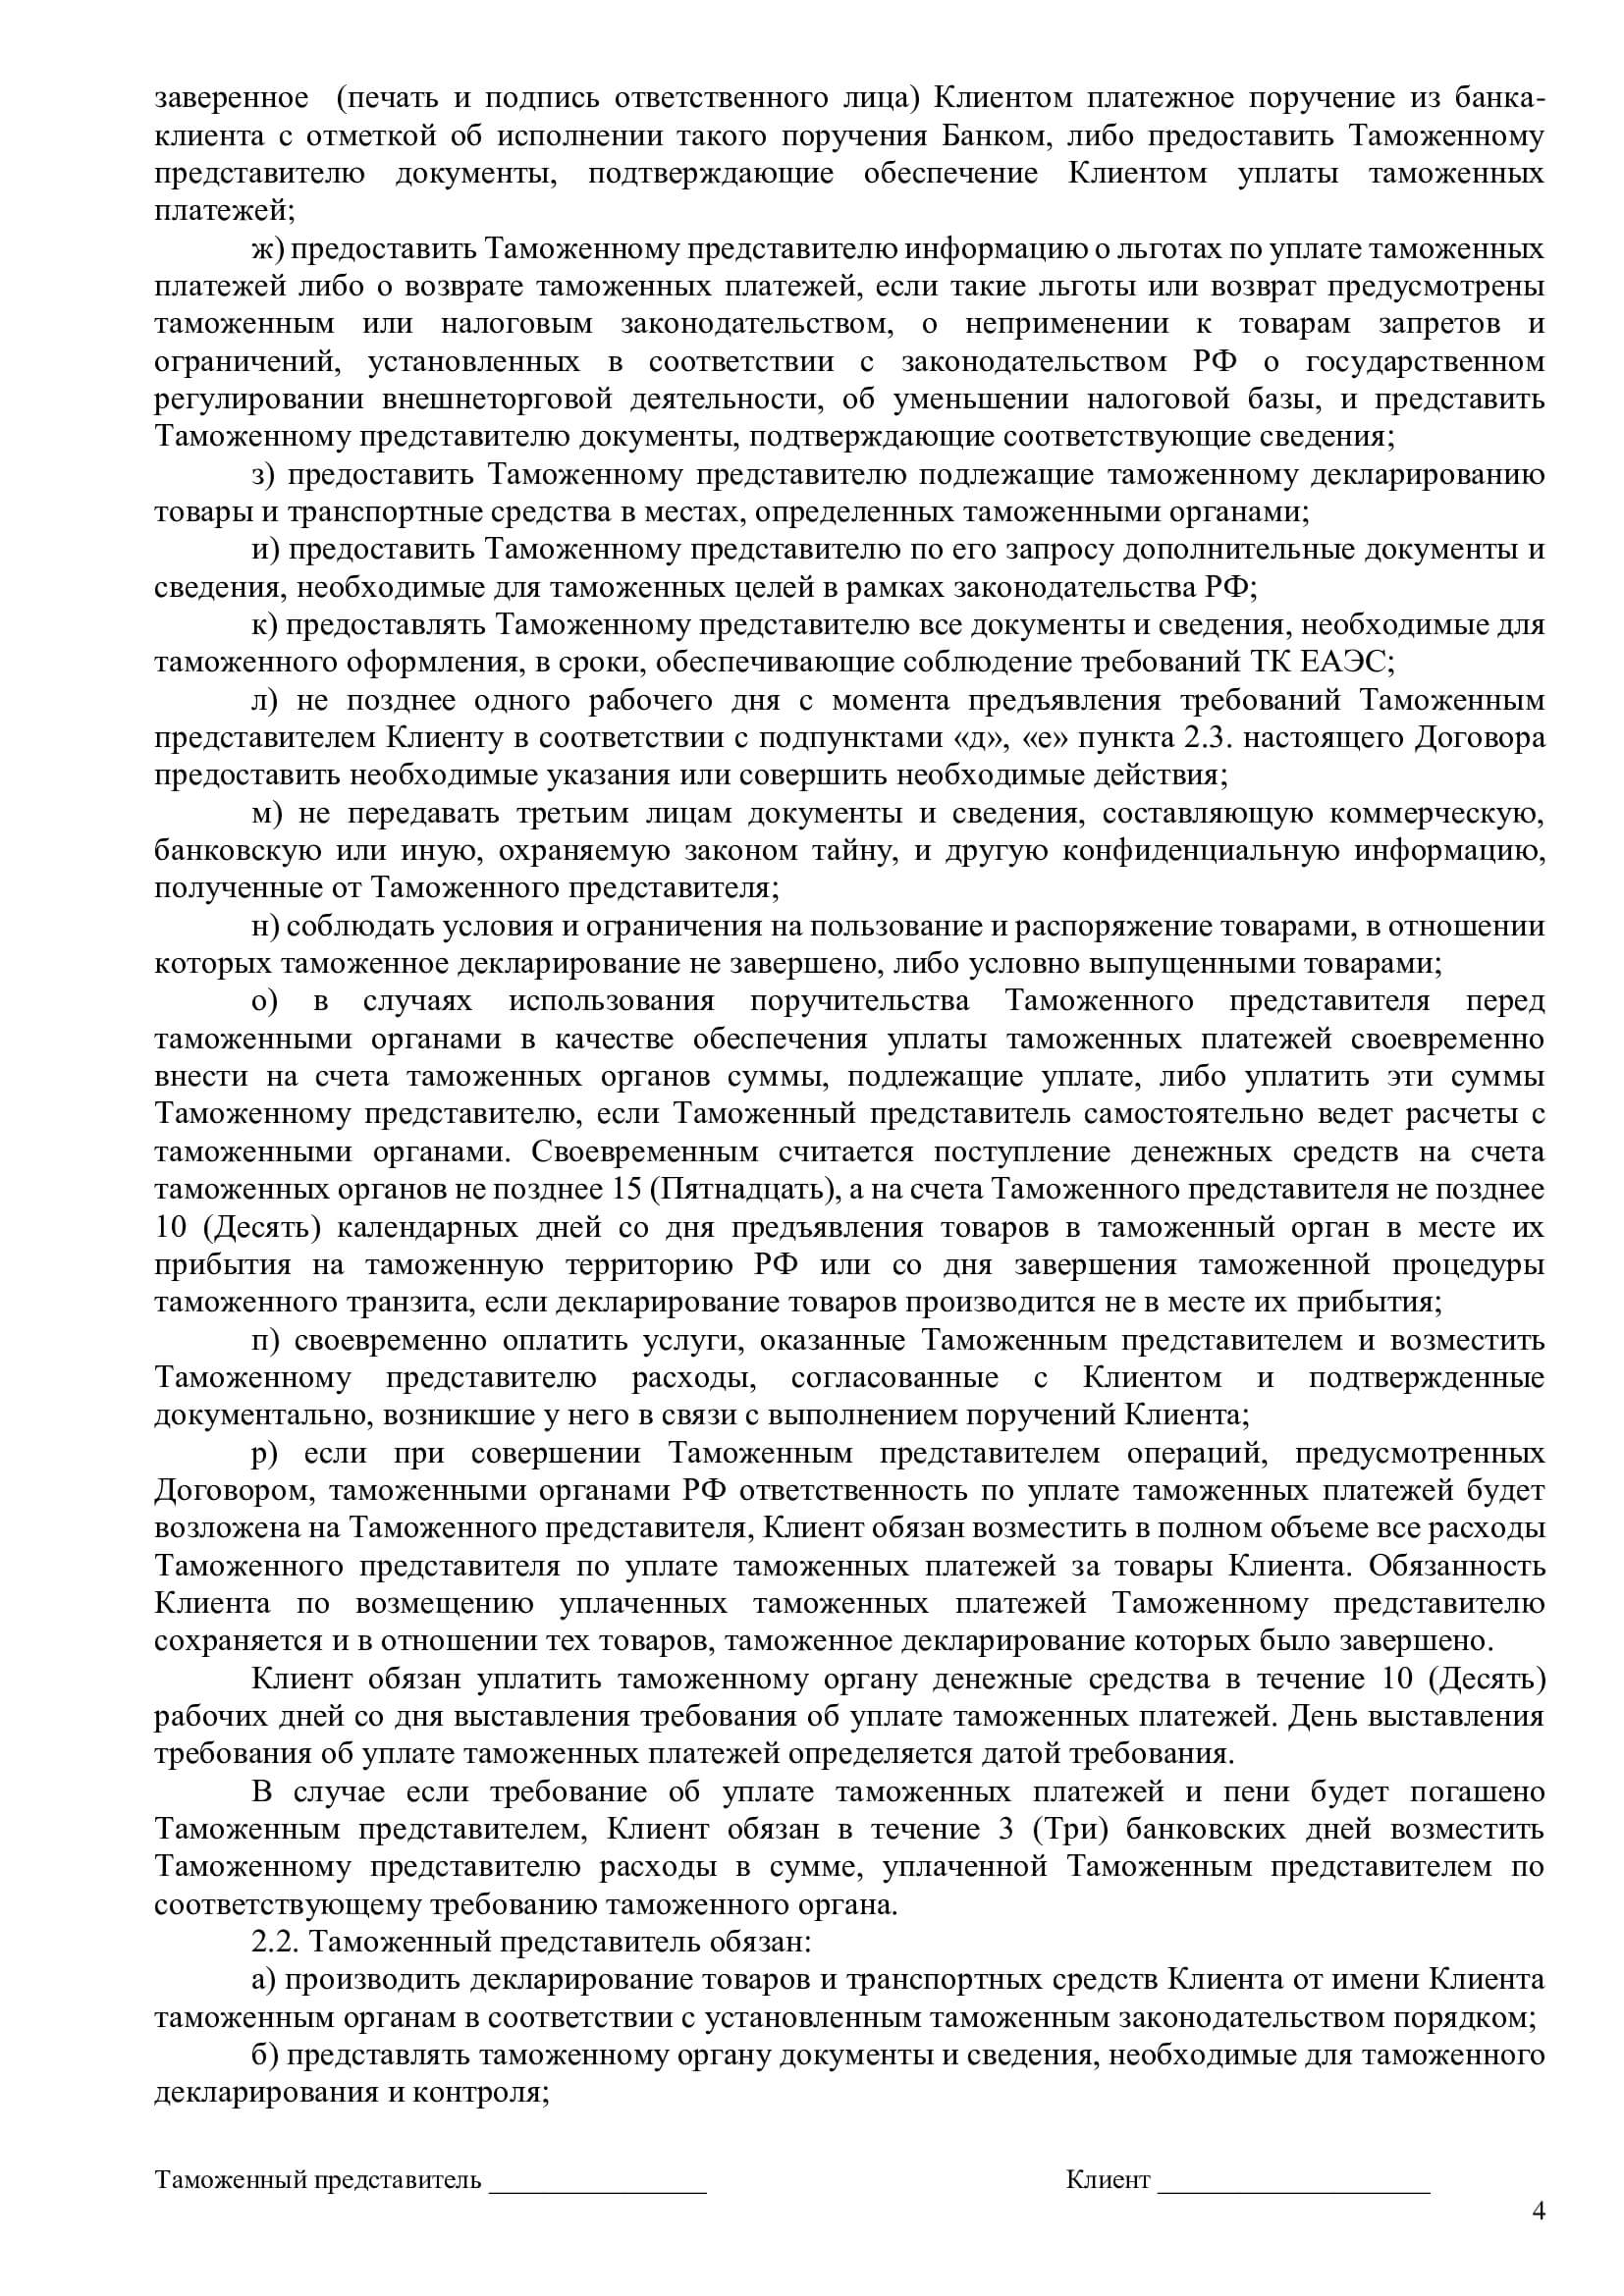 заверенное (печать и подпись ответственного лица) Клиентом платежное поручение из банка-
клиента с отметкой об исполнении такого поручения Банком, либо предоставить Таможенному
представителю документы, подтверждающие обеспечение Клиентом уплаты таможенных
платежей;
ж) предоставить Таможенному представителю информацию о льготах по уплате таможенных
платежей либо о возврате таможенных платежей, если такие льготы или возврат предусмотрены
таможенным или налоговым законодательством, о неприменении к товарам запретов и
ограничений, установленных в соответствии с законодательством РФ о государственном
регулировании внешнеторговой деятельности, об уменьшении налоговой базы, и представить
Таможенному представителю документы, подтверждающие соответствующие сведения;
з) предоставить Таможенному представителю подлежащие таможенному декларированию
товары и транспортные средства в местах, определенных таможенными органами;
и) предоставить Таможенному представителю по его запросу дополнительные документы и
сведения, необходимые для таможенных целей в рамках законодательства РФ;
к) предоставлять Таможенному представителю все документы и сведения, необходимые для
таможенного оформления, в сроки, обеспечивающие соблюдение требований ТК ЕАЭС;
л) не позднее одного рабочего дня с момента предъявления требований Таможенным
представителем Клиенту в соответствии с подпунктами «д», «е» пункта 2.3. настоящего Договора
предоставить необходимые указания или совершить необходимые действия;
м) не передавать третьим лицам документы и сведения, составляющую коммерческую,
банковскую или иную, охраняемую законом тайну, и другую конфиденциальную информацию,
полученные от Таможенного представителя;
н) соблюдать условия и ограничения на пользование и распоряжение товарами, в отношении
которых таможенное декларирование не завершено, либо условно выпущенными товарами;
о) в случаях использования поручительства Таможенного представителя перед
таможенными органами в качестве обеспечения уплаты таможенных платежей своевременно
внести на счета таможенных органов суммы, подлежащие уплате, либо уплатить эти суммы
Таможенному представителю, если Таможенный представитель самостоятельно ведет расчеты с
таможенными органами. Своевременным считается поступление денежных средств на счета
таможенных органов не позднее 15 (Пятнадцать), а на счета Таможенного представителя не позднее
10 (Десять) календарных дней со дня предъявления товаров в таможенный орган в месте их
прибытия на таможенную территорию РФ или со дня завершения таможенной процедуры
таможенного транзита, если декларирование товаров производится не в месте их прибытия;
п) своевременно оплатить услуги, оказанные Таможенным представителем и возместить
Таможенному представителю расходы, согласованные с Клиентом и подтвержденные
документально, возникшие у него в связи с выполнением поручений Клиента;
р) если при совершении Таможенным представителем операций, предусмотренных
Договором, таможенными органами РФ ответственность по уплате таможенных платежей будет
возложена на Таможенного представителя, Клиент обязан возместить в полном объеме все расходы
Таможенного представителя по уплате таможенных платежей за товары Клиента. Обязанность
Клиента по возмещению уплаченных таможенных платежей Таможенному представителю
сохраняется и в отношении тех товаров, таможенное декларирование которых было завершено.
Клиент обязан уплатить таможенному органу денежные средства в течение 10 (Десять)
рабочих дней со дня выставления требования об уплате таможенных платежей. День выставления
требования об уплате таможенных платежей определяется датой требования.
В случае если требование об уплате таможенных платежей и пени будет погашено
Таможенным представителем, Клиент обязан в течение 3 (Три) банковских дней возместить
Таможенному представителю расходы в сумме, уплаченной Таможенным представителем по
соответствующему требованию таможенного органа.
2.2. Таможенный представитель обязан:
а) производить декларирование товаров и транспортных средств Клиента от имени Клиента
таможенным органам в соответствии с установленным таможенным законодательством порядком;
б) представлять таможенному органу документы и сведения, необходимые для таможенного
декларирования и контроля;
Таможенный представитель ________________ Клиент ____________________
4